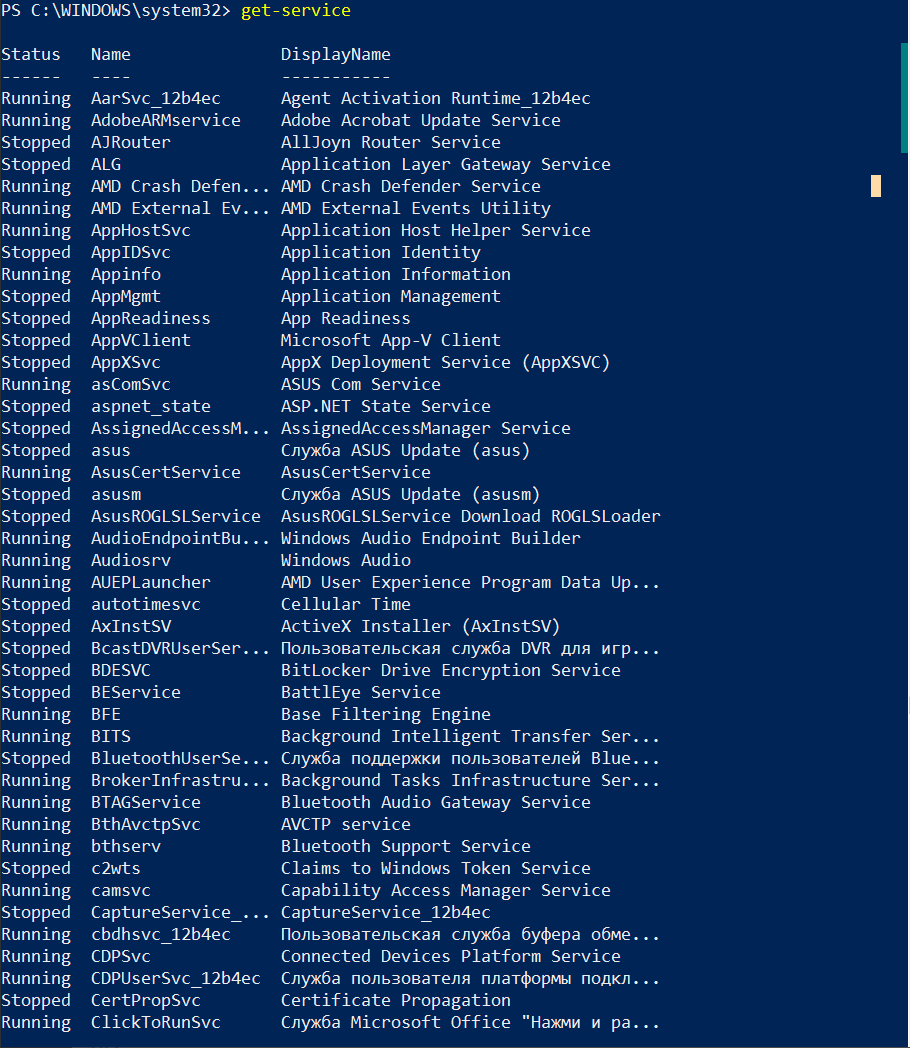 PS C:\WINDOWS\system32> get-service
Status Name DisplayName
------ ---- -----------
Running AarSvc_12b4ec Agent Activation Runtime_12b4ec
Running AdobeARMservice Adobe Acrobat Update Service
Stopped AJRouter AllJoyn Router Service
Stopped ALG Application Layer Gateway Service
Running AMD Crash Defen... AMD Crash Defender Service
Running AMD External Ev... AMD External Events Utility
Running AppHostSvc Application Host Helper Service
Stopped AppIDSvc Application Identity
Running Appinfo Application Information
Stopped AppMgmt Application Management
Stopped AppReadiness App Readiness
Stopped AppVClient Microsoft App-V Client
Stopped AppXSvc AppX Deployment Service (AppXSVC)
Running asComSvc ASUS Com Service
Stopped aspnet_state ASP.NET State Service
Stopped AssignedAccessM... AssignedAccessManager Service
Stopped asus Служба ASUS Update (asus)
Running AsusCertService AsusCertService
Stopped asusm Служба ASUS Update (asusm)
Stopped AsusROGLSLService AsusROGLSLService Download ROGLSLoader
Running AudioEndpointBu... Windows Audio Endpoint Builder
Running Audiosrv Windows Audio
Running AUEPLauncher AMD User Experience Program Data Up...
Stopped autotimesvc Cellular Time
Stopped AxInstSV ActiveX Installer (AxInstSV)
Stopped BcastDVRUserSer... Пользовательская служба DVR для игр...
Stopped BDESVC BitLocker Drive Encryption Service
Stopped BEService BattlEye Service
Running BFE Base Filtering Engine
Running BITS Background Intelligent Transfer Ser...
Stopped BluetoothUserSe... Служба поддержки пользователей Blue...
Running BrokerInfrastru... Background Tasks Infrastructure Ser...
Running BTAGService Bluetooth Audio Gateway Service
Running BthAvctpSvc AVCTP service
Running bthserv Bluetooth Support Service
Stopped c2wts Claims to Windows Token Service
Running camsvc Capability Access Manager Service
Stopped CaptureService_... CaptureService_12b4ec
Running cbdhsvc_12b4ec Пользовательская служба буфера обме...
Running CDPSvc Connected Devices Platform Service
Running CDPUserSvc_12b4ec Служба пользователя платформы подкл...
Stopped CertPropSvc Certificate Propagation
Running ClickToRunSvc Служба Microsoft Office "Нажми и ра...